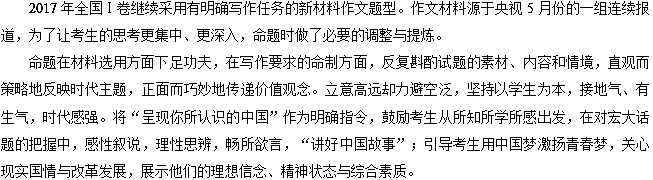 2017年全国Ⅰ卷继续采用有明确写作任务的新材料作文题型。作文材料源于央视5月份的一组连续报
道，为了让考生的思考更集中、更深入，命题时做了必要的调整与提炼。
命题在材料选用方面下足功夫，在写作要求的命制方面，反复斟酌试题的素材、内容和情境，直观而
策略地反映时代主题，正面而巧妙地传递价值观念。立意高远却力避空泛，坚持以学生为本，接地气、有
生气，时代感强。将“呈现你所认识的中国”作为明确指令，鼓励考生从所知所学所感出发，在对宏大话
题的把握中，感性叙说，理性思辨，畅所欲言，“讲好中国故事”；引导考生用中国梦激扬青春梦，关心
现实国情与改革发展，展示他们的理想信念、精神状态与综合素质。